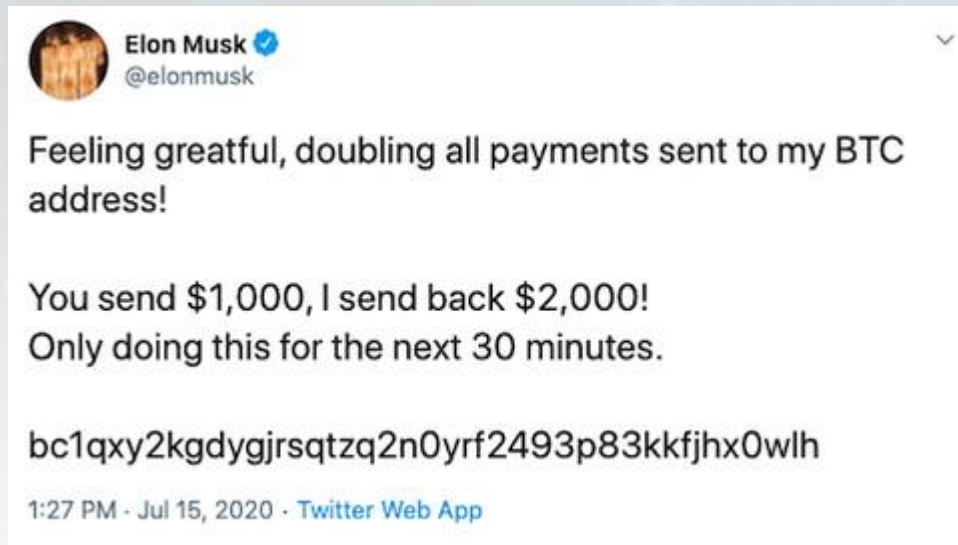 Elon Musk
@elonmusk
Feeling greatful, doubling all payments sent to my BTC
address!
You send $1,000, I send back $2,000!
Only doing this for the next 30 minutes.
bc1qxy2kgdygjrsqtzq2n0yrf2493p83kkfjhx0wlh
1:27 PM · Jul 15, 2020 · Twitter Web App